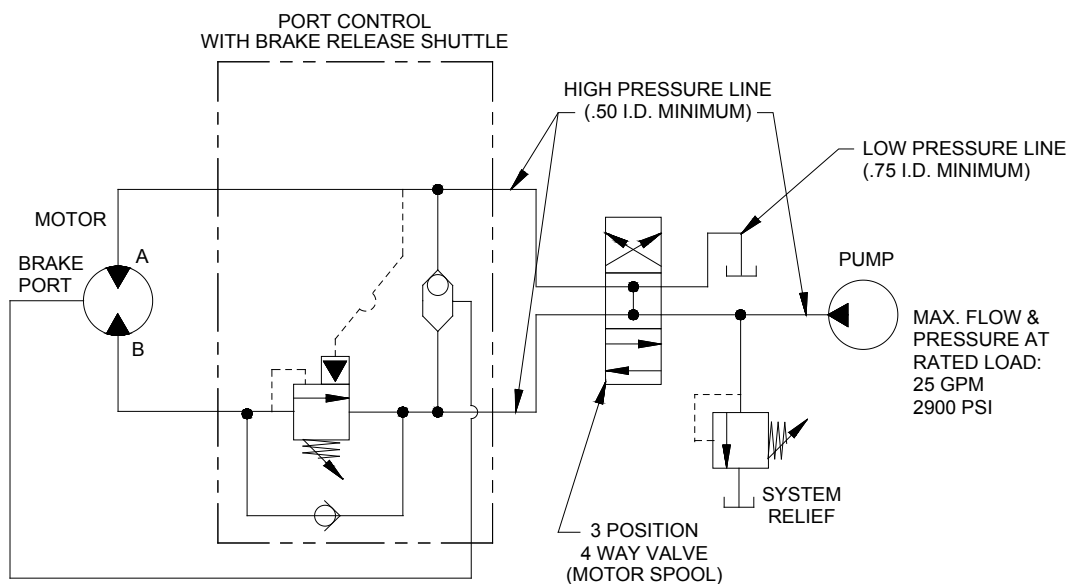 PORT CONTROL
WITH BRAKE RELEASE SHUTTLE
HIGH PRESSURE LINE
(.50 I.D. MINIMUM)
LOW PRESSURE LINE
(.75 I.D. MINIMUM)
MOTOR
A
BRAKE
PORT
B
PUMP
MAX. FLOW &
PRESSURE AT
RATED LOAD:
25 GPM
2900 PSI
SYSTEM
RELIEF
3 POSITION
4 WAY VALVE
(MOTOR SPOOL)